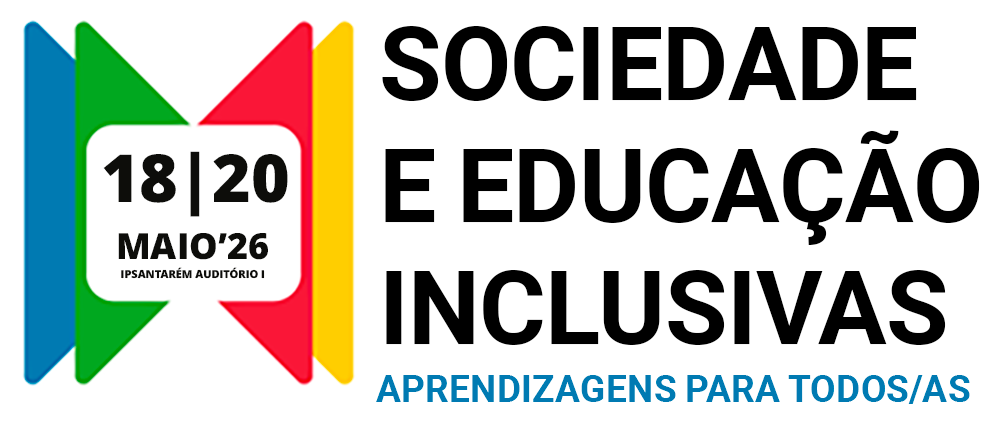 18|20
MAIO’26
IPSANTARÉM AUDITÓRIO I
SOCIEDADE
E EDUCAÇÃO
INCLUSIVAS
APRENDIZAGENS PARA TODOS/AS